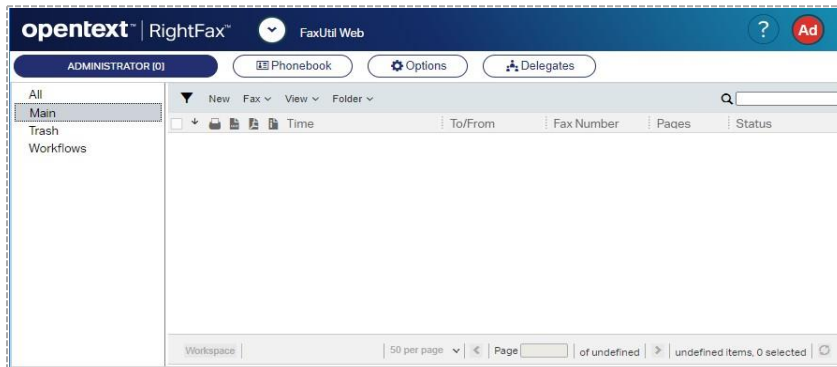 opentext™ | RightFax™ FaxUtil Web ? Ad
ADMINISTRATOR [0] Phonebook Options Delegates
All
Main
Trash
Workflows
New Fax View Folder
Time To/From Fax Number Pages Status
Workspace 50 per page Page of undefined undefined items, 0 selected